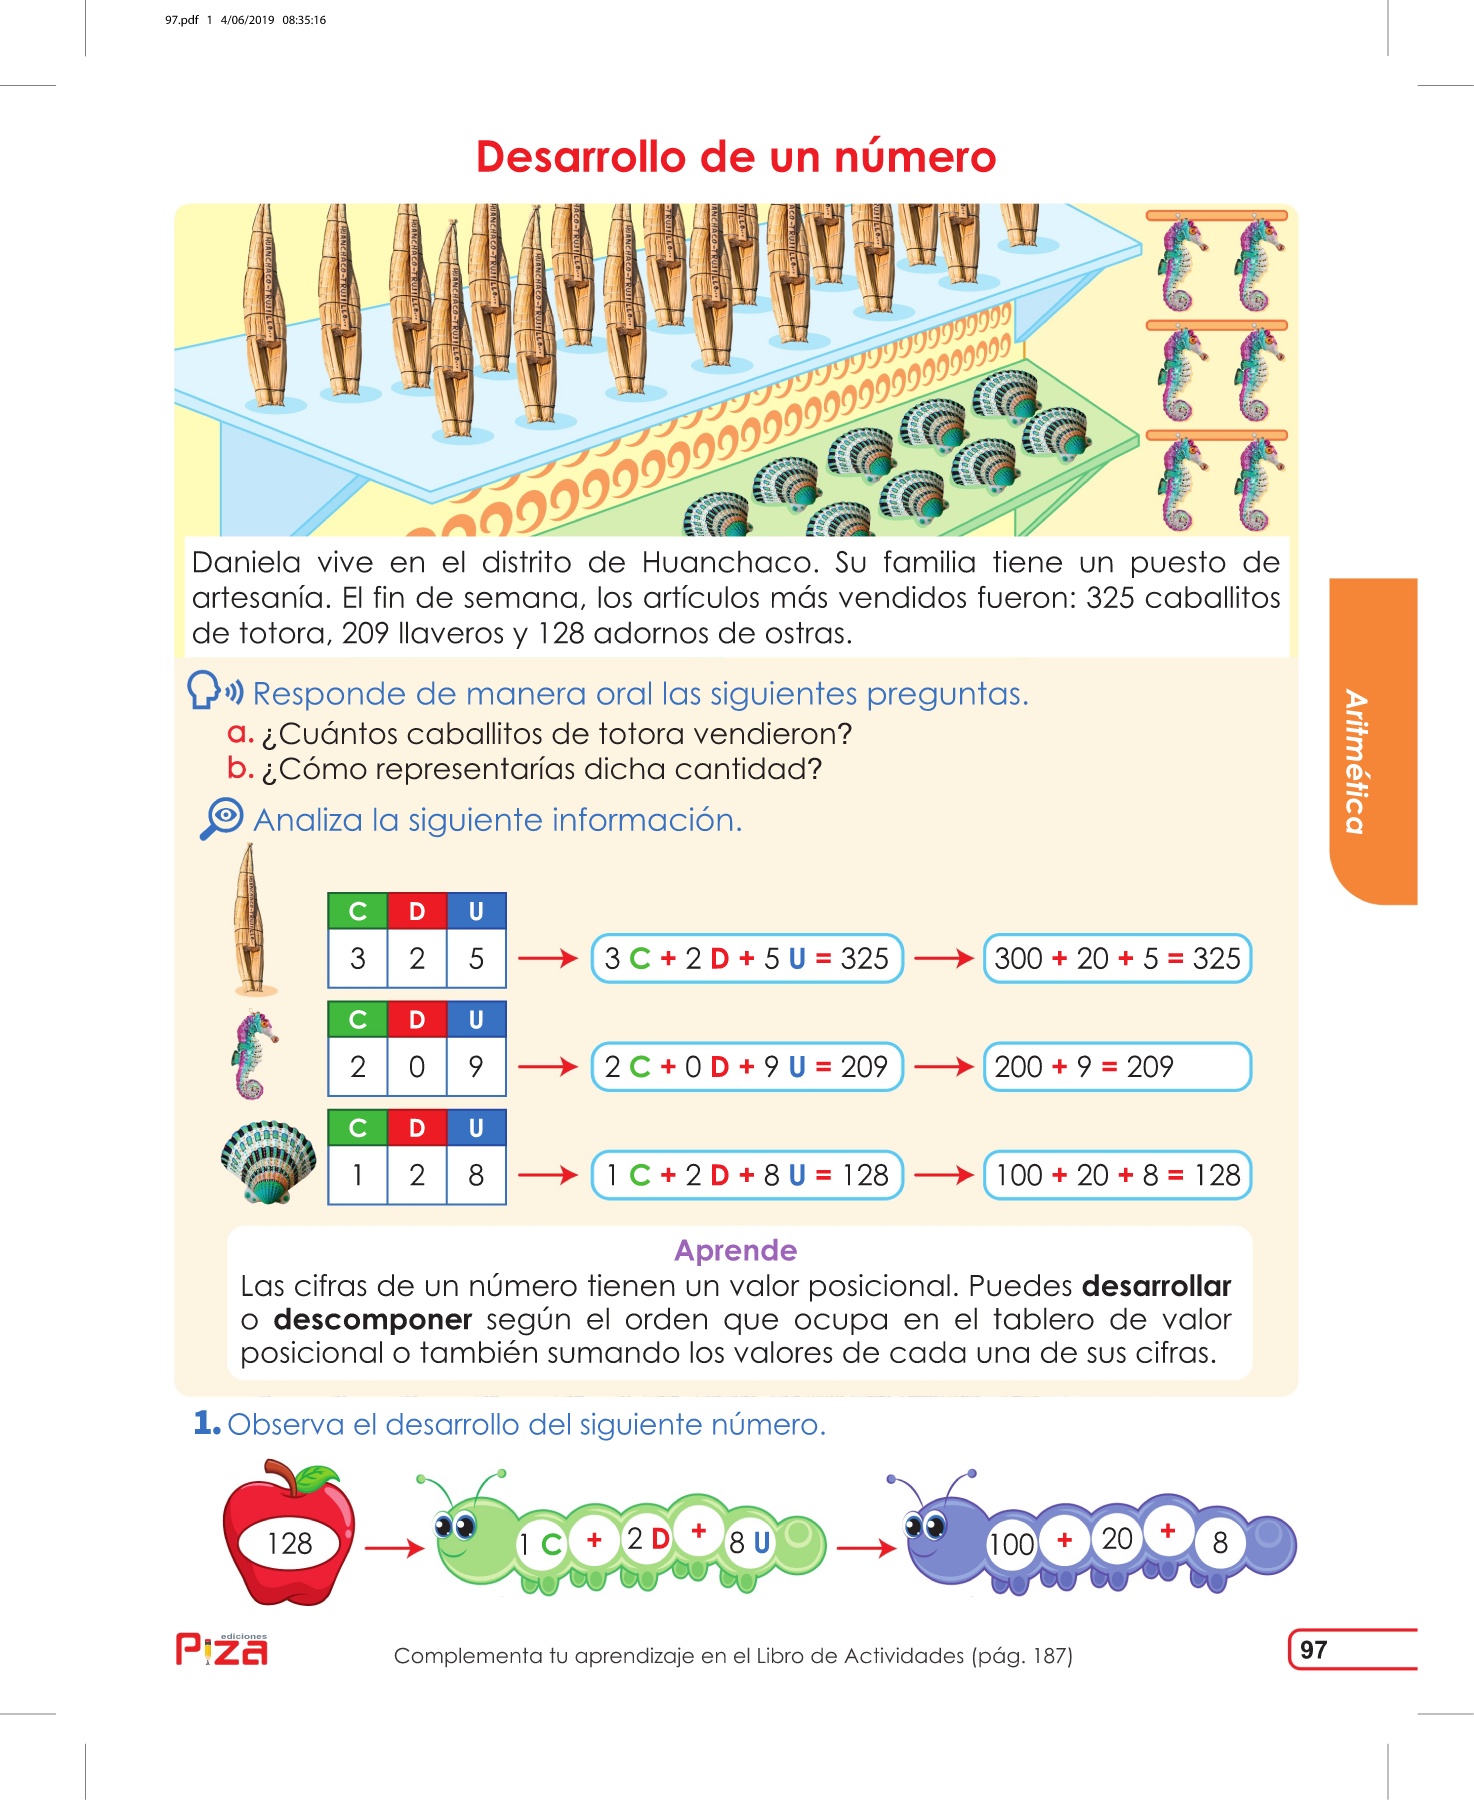 97.pdf 1 4/06/2019 08:35:16
Desarrollo de un número
HUANCHACO-TRUJILLO...
Daniela vive en el distrito de Huanchaco. Su familia tiene un puesto de
artesanía. El fin de semana, los artículos más vendidos fueron: 325 caballitos
de totora, 209 llaveros y 128 adornos de ostras.
Responde de manera oral las siguientes preguntas.
a. ¿Cuántos caballitos de totora vendieron?
b. ¿Cómo representarías dicha cantidad?
Analiza la siguiente información.
C D U
3 2 5
3 C + 2 D + 5 U = 325
300 + 20 + 5 = 325
C D U
2 0 9
2 C + 0 D + 9 U = 209
200 + 9 = 209
C D U
1 2 8
1 C + 2 D + 8 U = 128
100 + 20 + 8 = 128
Aprende
Las cifras de un número tienen un valor posicional. Puedes desarrollar
o descomponer según el orden que ocupa en el tablero de valor
posicional o también sumando los valores de cada una de sus cifras.
1. Observa el desarrollo del siguiente número.
128
1 C + 2 D + 8 U
100 + 20 + 8
ediciones
Piza
Complementa tu aprendizaje en el Libro de Actividades (pág. 187)
97
Aritmética